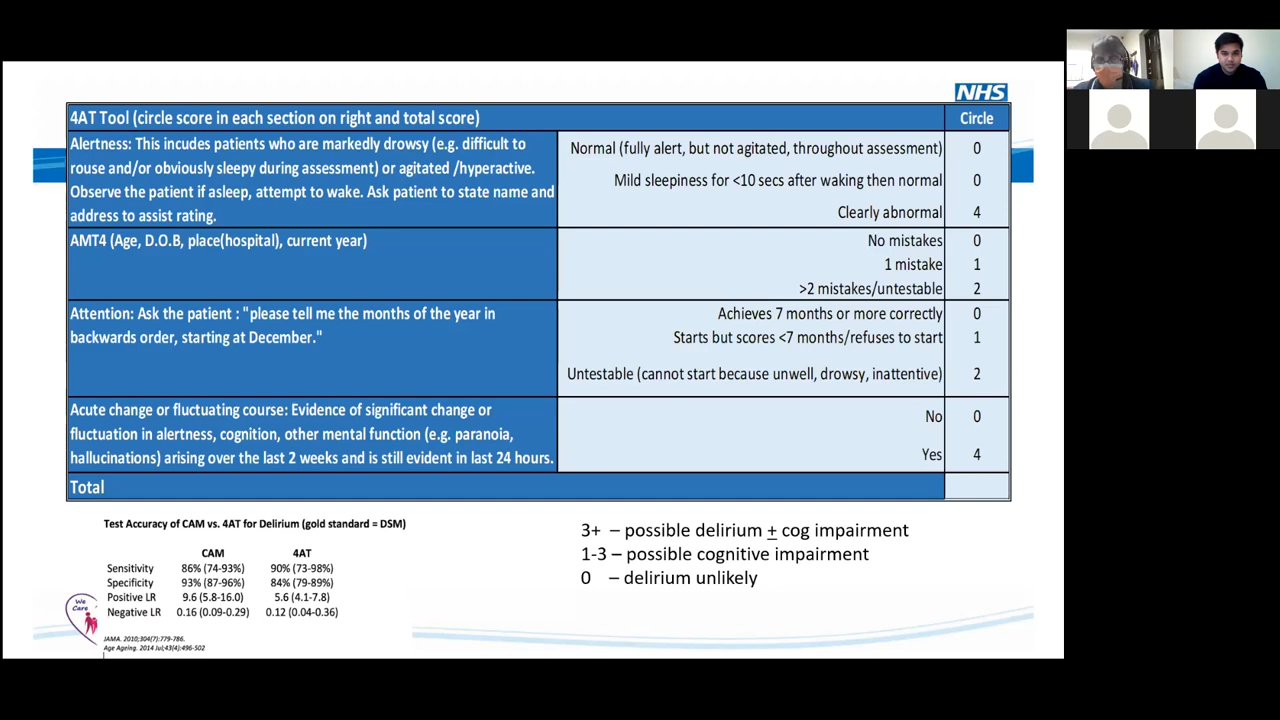 NHS
4AT Tool (circle score in each section on right and total score) Circle
Alertness: This incudes patients who are markedly drowsy (e.g. difficult to
rouse and/or obviously sleepy during assessment) or agitated /hyperactive.
Observe the patient if asleep, attempt to wake. Ask patient to state name and
address to assist rating.
Normal (fully alert, but not agitated, throughout assessment) 0
Mild sleepiness for <10 secs after waking then normal 0
Clearly abnormal 4
AMT4 (Age, D.O.B, place(hospital), current year)
No mistakes 0
1 mistake 1
>2 mistakes/untestable 2
Attention: Ask the patient : "please tell me the months of the year in
backwards order, starting at December."
Achieves 7 months or more correctly 0
Starts but scores <7 months/refuses to start 1
Untestable (cannot start because unwell, drowsy, inattentive) 2
Acute change or fluctuating course: Evidence of significant change or
fluctuation in alertness, cognition, other mental function (e.g. paranoia,
hallucinations) arising over the last 2 weeks and is still evident in last 24 hours.
No 0
Yes 4
Total
Test Accuracy of CAM vs. 4AT for Delirium (gold standard = DSM)
CAM 4AT
Sensitivity 86% (74-93%) 90% (73-98%)
Specificity 93% (87-96%) 84% (79-89%)
Positive LR 9.6 (5.8-16.0) 5.6 (4.1-7.8)
Negative LR 0.16 (0.09-0.29) 0.12 (0.04-0.36)
We
Care
JAMA. 2010;304(7):779-786.
Age Ageing. 2014 Jul;43(4):496-502
3+ – possible delirium + cog impairment
1-3 – possible cognitive impairment
0 – delirium unlikely